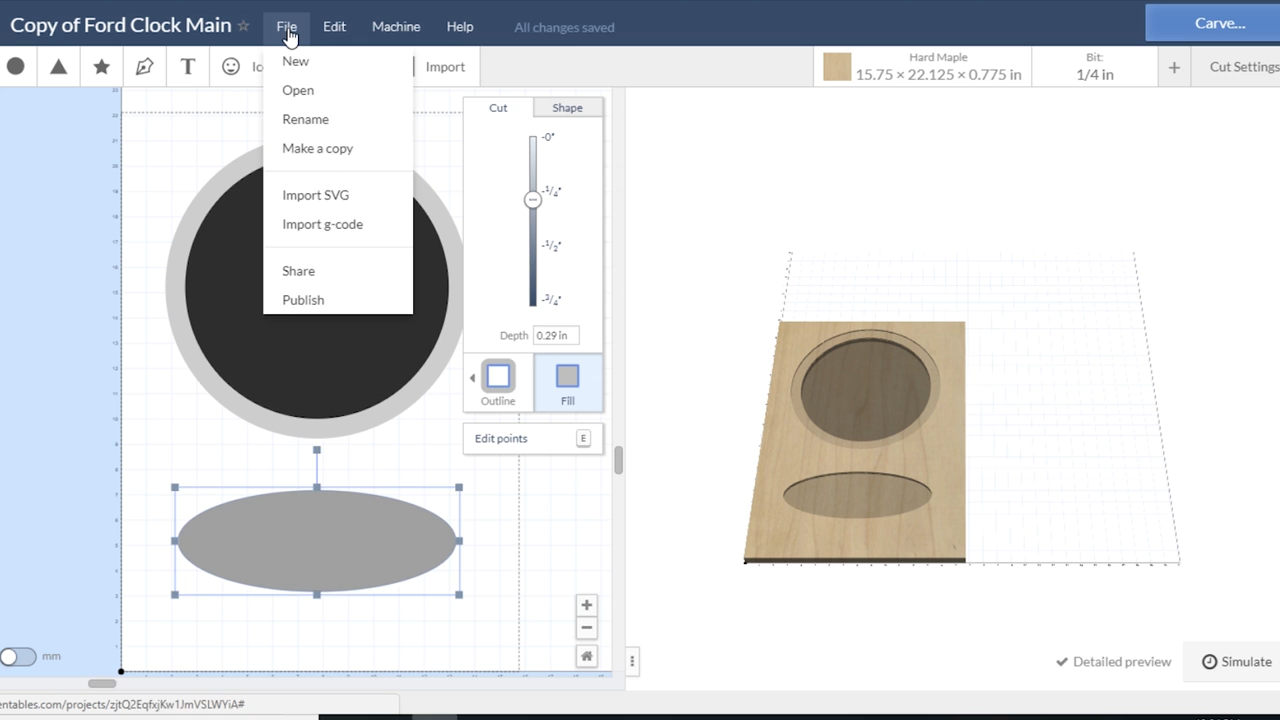 Copy of Ford Clock Main ☆ File Edit Machine Help All changes saved Carve...
T Ic Import Hard Maple 15.75 × 22.125 × 0.775 in Bit: 1/4 in + Cut Settings
New
Open
Rename
Make a copy
Import SVG
Import g-code
Share
Publish
Cut Shape
-0"
-1/4"
-1/2"
-3/4"
Depth 0.29 in
Outline Fill
Edit points E
+
−
mm
Detailed preview Simulate
entables.com/projects/zjtQ2EqfxjKw1JmVSLWYiA#